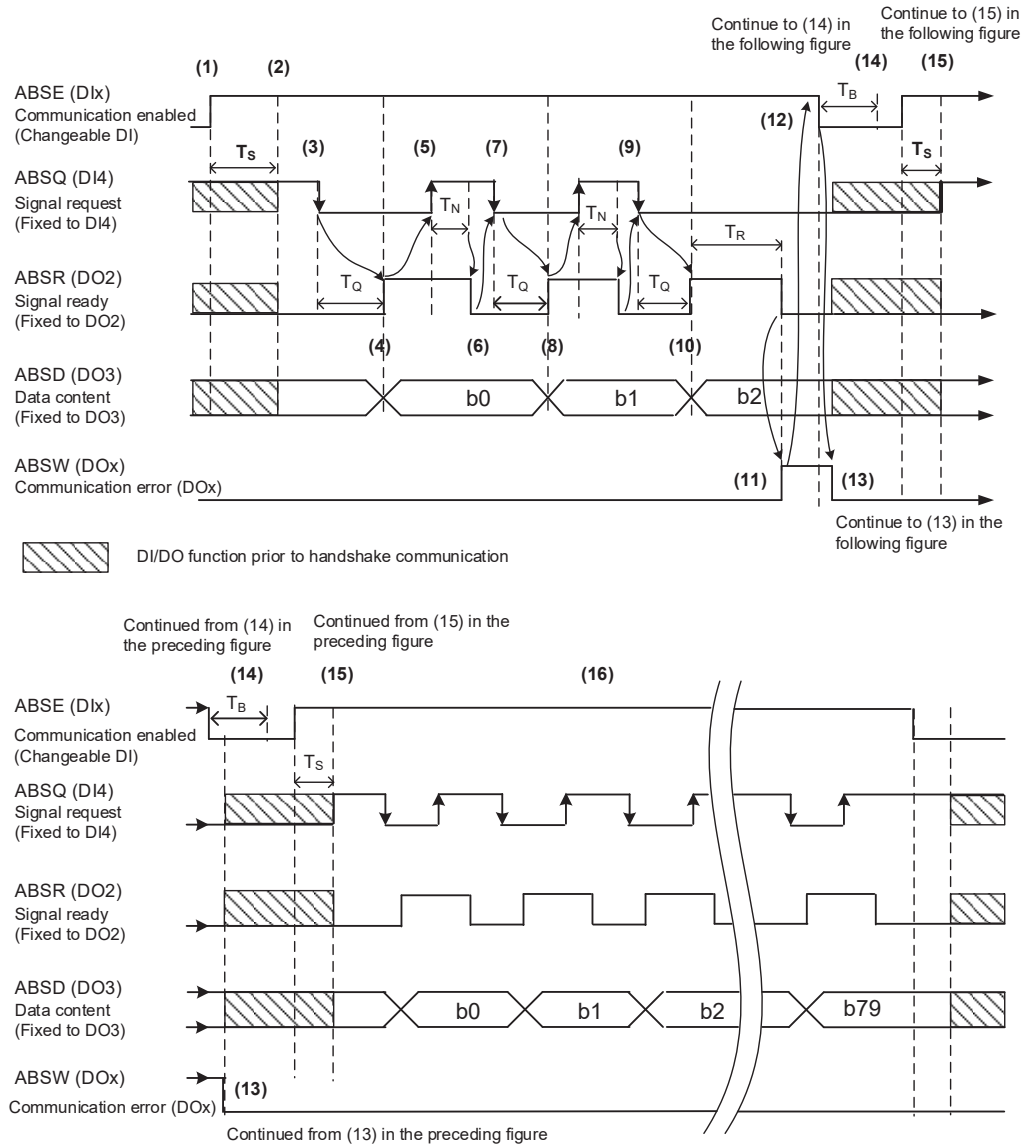 Continue to (14) in
the following figure
Continue to (15) in
the following figure
(1)
(2)
(14)
(15)
ABSE (DIx)
Communication enabled
(Changeable DI)
TB
(12)
TS
TS
(3)
(5)
(7)
(9)
ABSQ (DI4)
Signal request
(Fixed to DI4)
TN
TN
TR
ABSR (DO2)
Signal ready
(Fixed to DO2)
TQ
TQ
TQ
(4)
(6)
(8)
(10)
ABSD (DO3)
Data content
(Fixed to DO3)
b0
b1
b2
ABSW (DOx)
Communication error (DOx)
(11)
(13)
Continue to (13) in the
following figure
DI/DO function prior to handshake communication
Continued from (14) in
the preceding figure
Continued from (15) in the
preceding figure
(14)
(15)
(16)
ABSE (DIx)
Communication enabled
(Changeable DI)
TB
TS
ABSQ (DI4)
Signal request
(Fixed to DI4)
ABSR (DO2)
Signal ready
(Fixed to DO2)
ABSD (DO3)
Data content
(Fixed to DO3)
b0
b1
b2
b79
ABSW (DOx)
Communication error (DOx)
(13)
Continued from (13) in the preceding figure